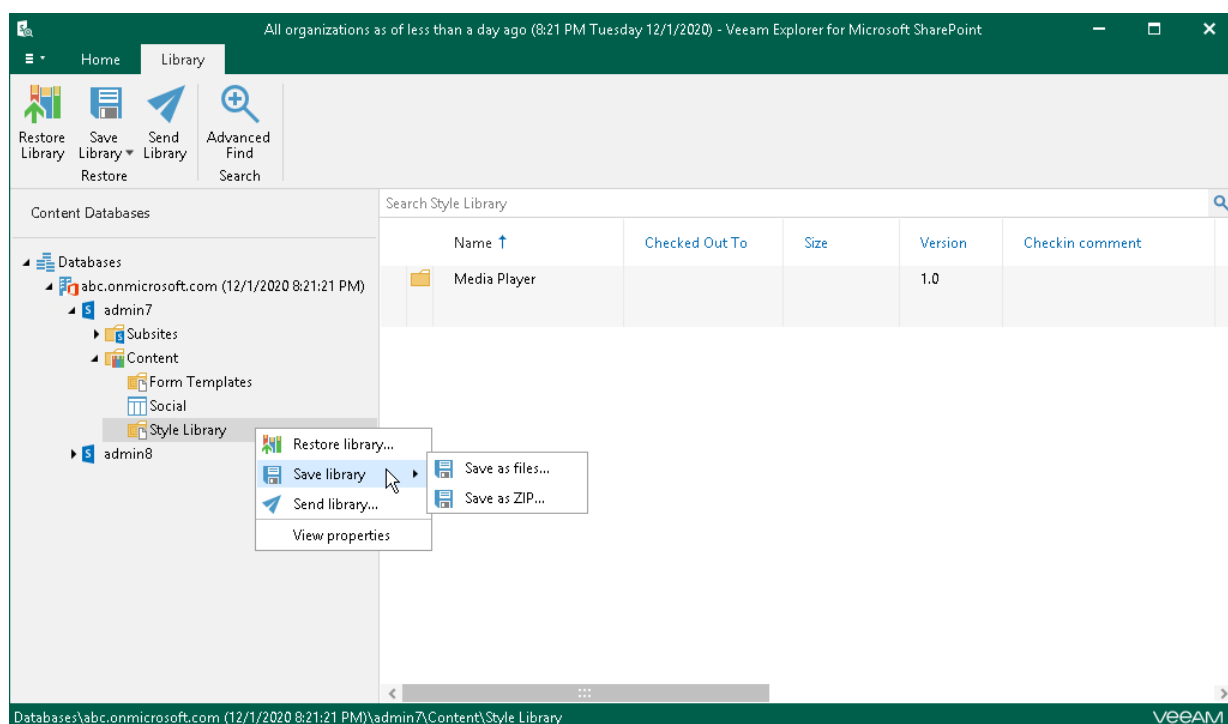 All organizations as of less than a day ago (8:21 PM Tuesday 12/1/2020) - Veeam Explorer for Microsoft SharePoint
Home Library
Restore Library
Save Library
Send Library
Advanced Find
Restore
Search
Content Databases
Search Style Library
Name Checked Out To Size Version Checkin comment
Media Player 1.0
Databases
abc.onmicrosoft.com (12/1/2020 8:21:21 PM)
admin7
Subsites
Content
Form Templates
Social
Style Library
admin8
Restore library...
Save library
Send library...
View properties
Save as files...
Save as ZIP...
Databases\abc.onmicrosoft.com (12/1/2020 8:21:21 PM)\admin7\Content\Style Library
VEEAM